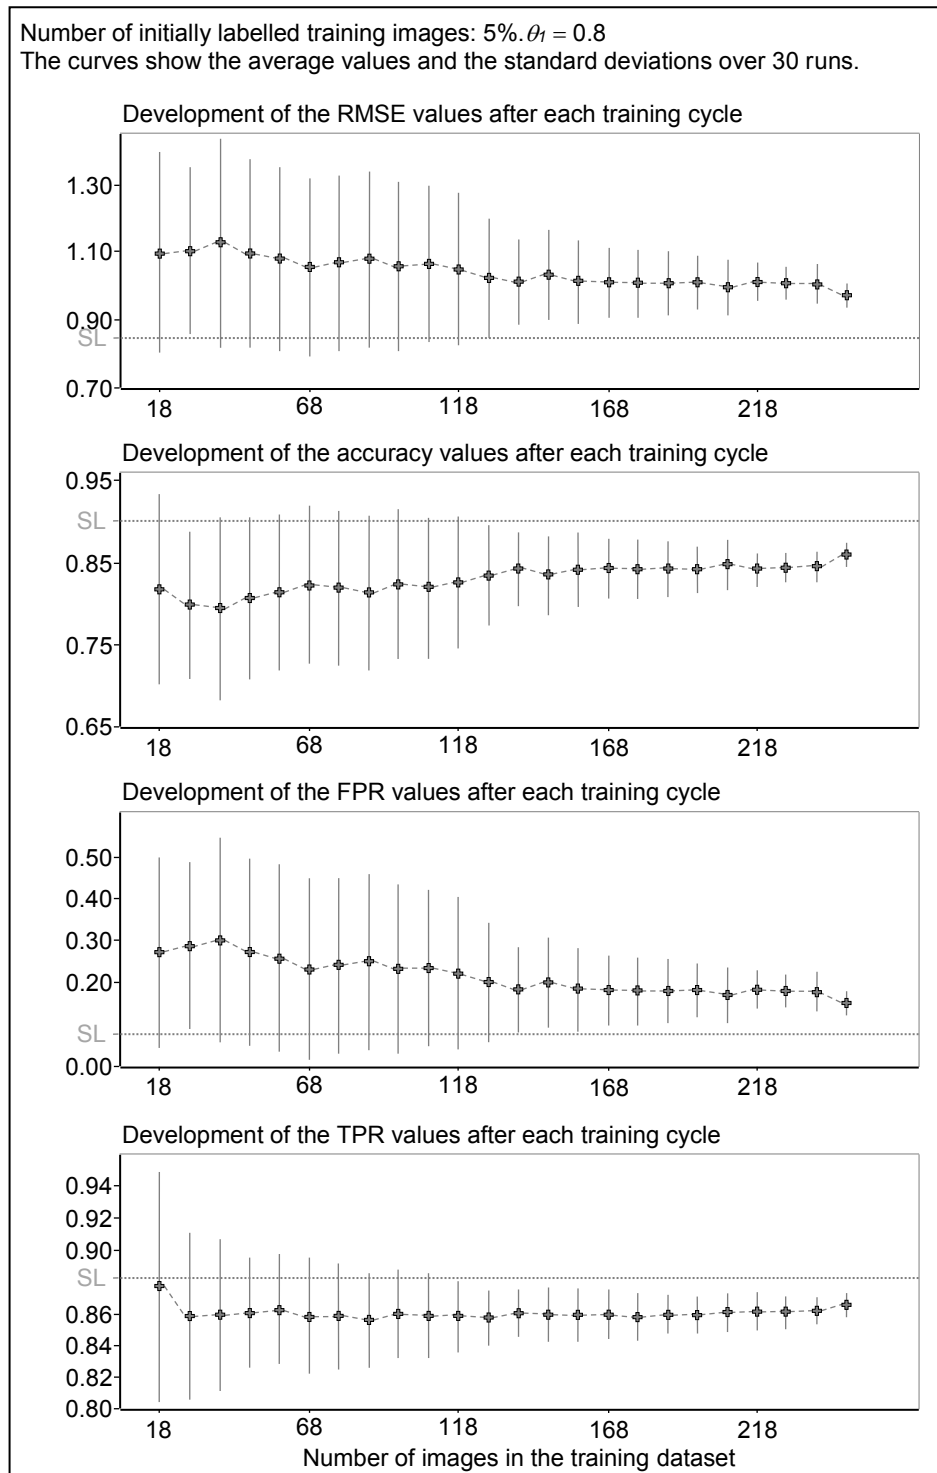 Number of initially labelled training images: 5%.θ1 = 0.8
The curves show the average values and the standard deviations over 30 runs.
Development of the RMSE values after each training cycle
1.30
1.10
0.90
SL
0.70
18 68 118 168 218
Development of the accuracy values after each training cycle
0.95
SL
0.85
0.75
0.65
18 68 118 168 218
Development of the FPR values after each training cycle
0.50
0.40
0.30
0.20
SL
0.00
18 68 118 168 218
Development of the TPR values after each training cycle
0.94
0.92
0.90
SL
0.86
0.84
0.82
0.80
18 68 118 168 218
Number of images in the training dataset